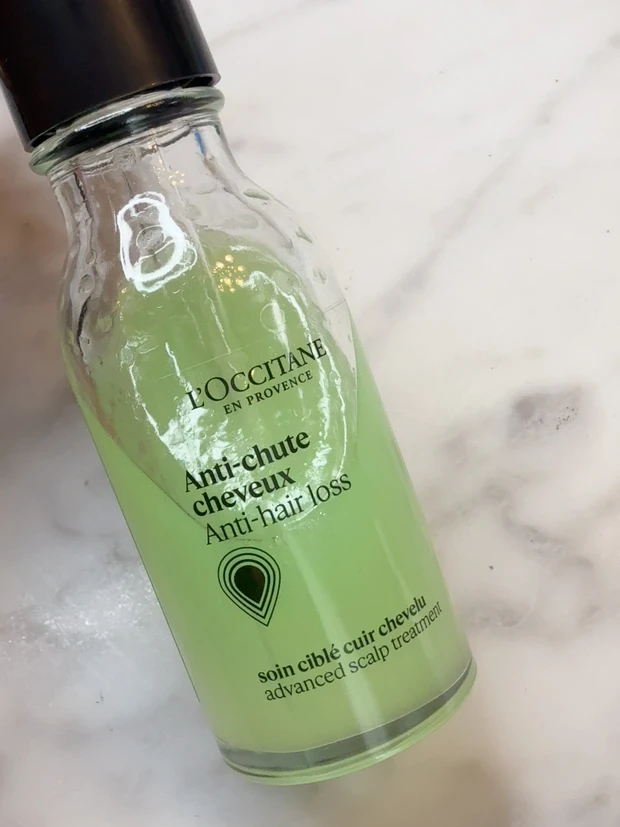 L'OCCITANE
EN PROVENCE
Anti-chute
cheveux
Anti-hair loss
soin ciblé cuir chevelu
advanced scalp treatment